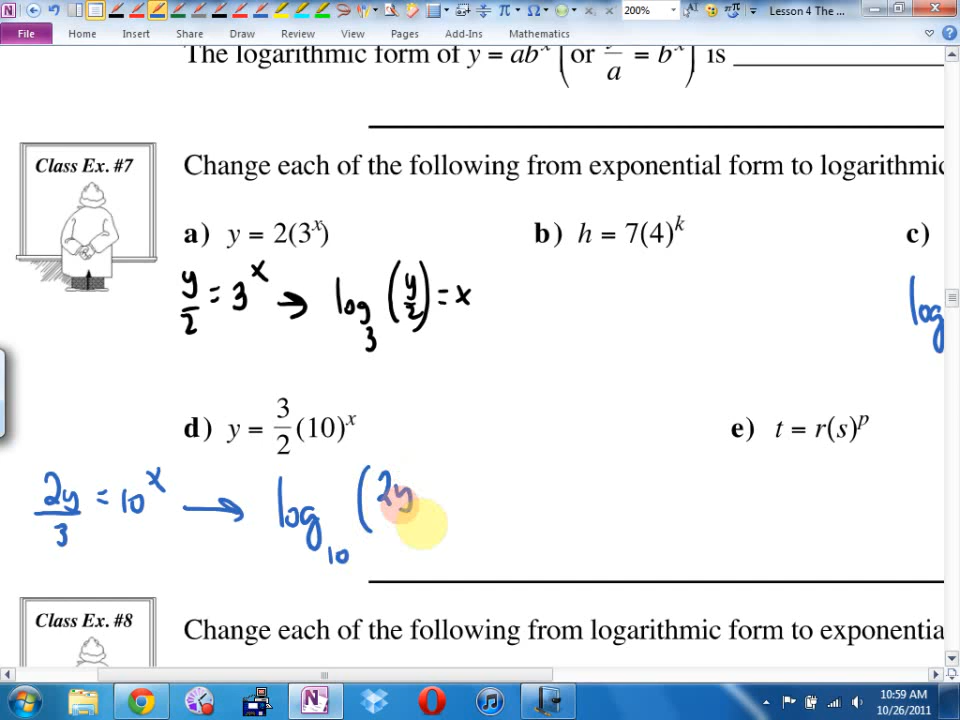 200%
Lesson 4 The ...
File Home Insert Share Draw Review View Pages Add-Ins Mathematics
The logarithmic form of y = ab^x [or y/a = b^x] is
Class Ex. #7
Change each of the following from exponential form to logarithmic
a) y = 2(3^x) b) h = 7(4)^k c)
y/2 = 3^x → log_3 (y/2) = x log
d) y = 3/2 (10)^x e) t = r(s)^p
2y/3 = 10^x → log_10 (2y
Class Ex. #8
Change each of the following from logarithmic form to exponentia
10:59 AM
10/26/2011